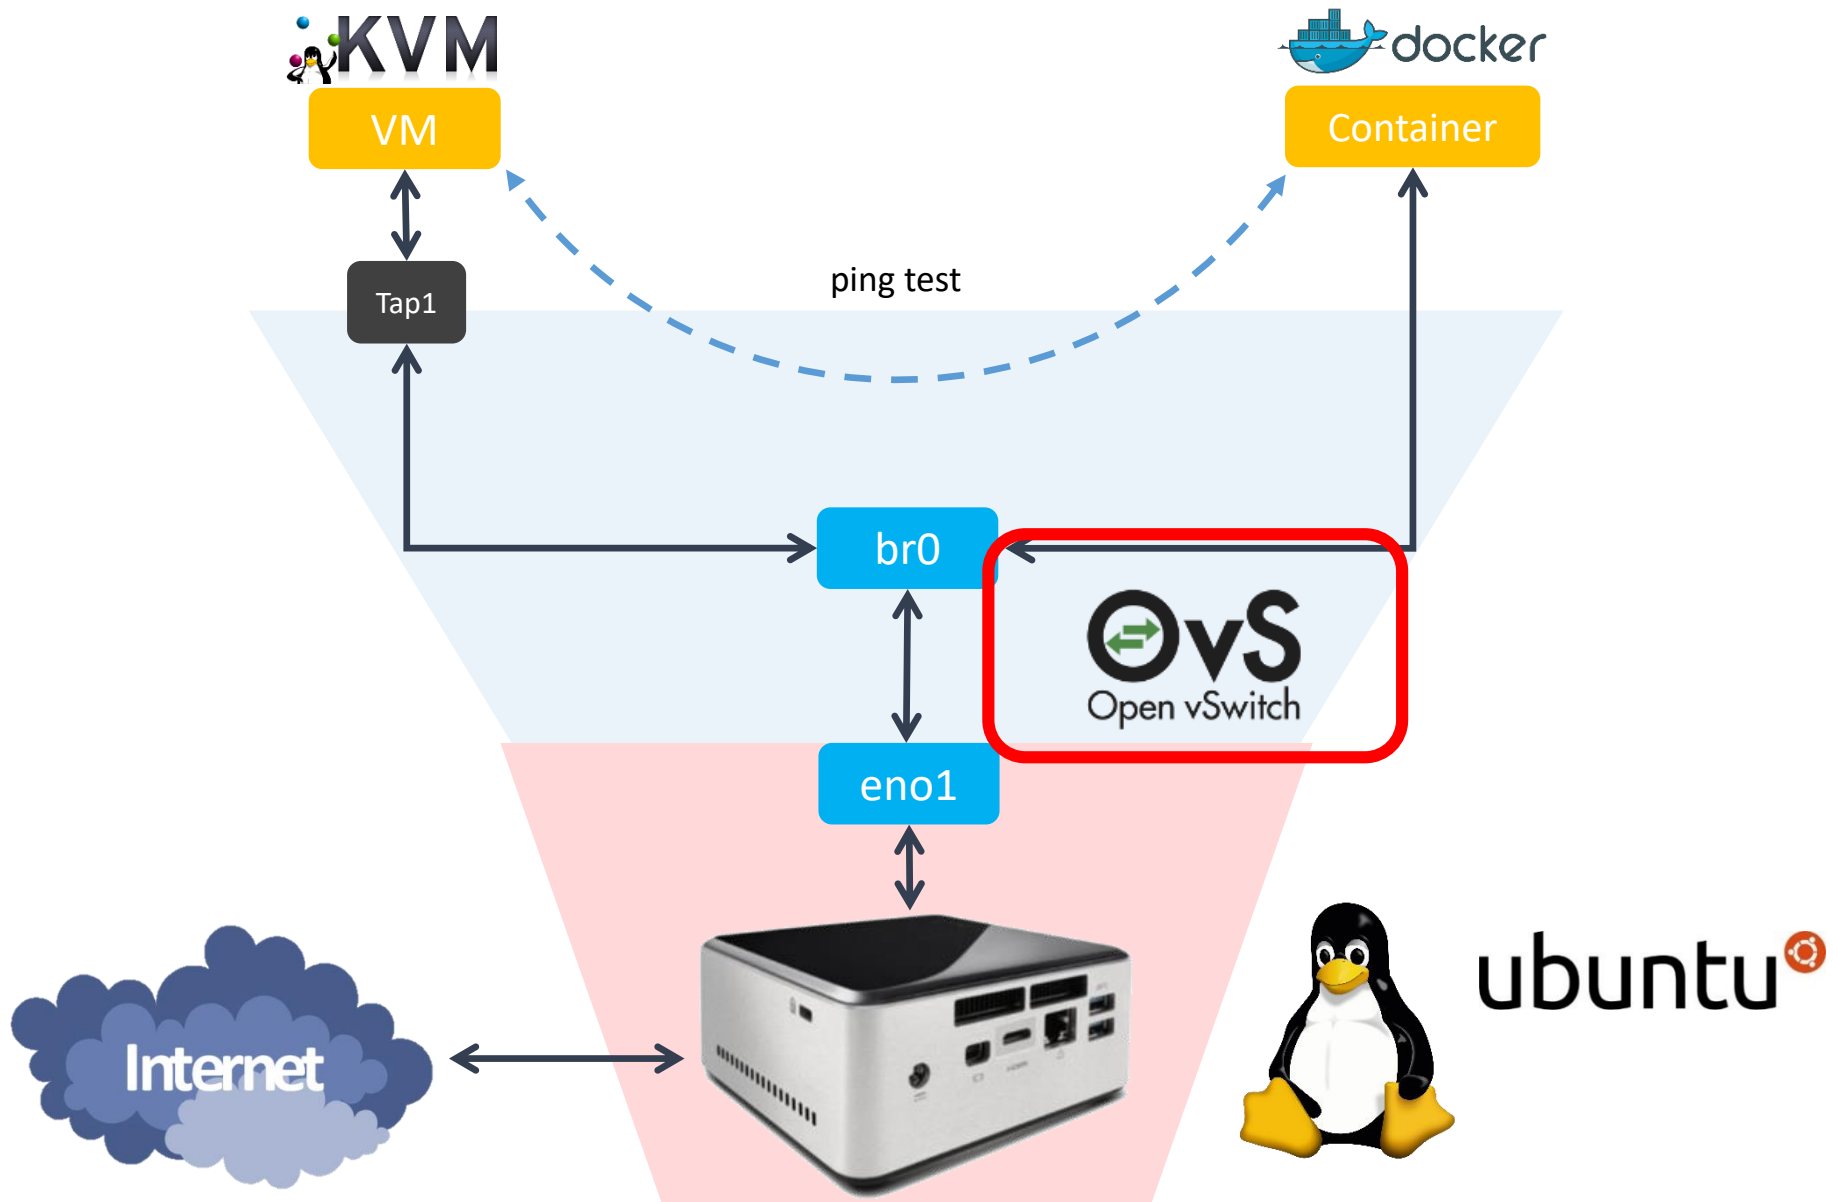 KVM
docker
VM
Container
Tap1
ping test
br0
OvS
Open vSwitch
eno1
Internet
ubuntu